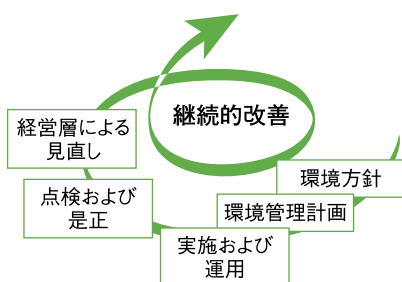 継続的改善
経営層による
見直し
点検および
是正
実施および
運用
環境管理計画
環境方針